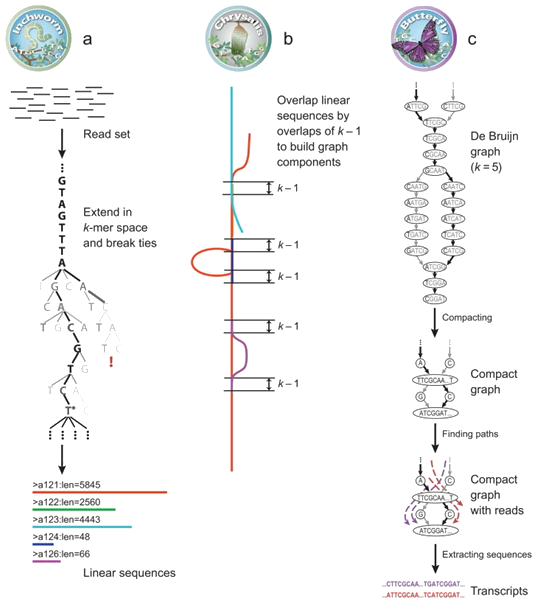 Inchworm
a
Read set
⋮
G
T
A
G
T
T
T
A
Extend in
k-mer space
and break ties
G C A
C A T C
T G A C A T A
G T C
T G !
T C A
T*
>a121:len=5845
>a122:len=2560
>a123:len=4443
>a124:len=48
>a126:len=66
Linear sequences
Chrysalis
b
Overlap linear
sequences by
overlaps of k – 1
to build graph
components
k – 1
k – 1
k – 1
k – 1
k – 1
Butterfly
c
ATTCG CTTCG
TTCGC
TCGCA
CGCAA
GCAAT
CAATG CAATC
AATGA AATCA
ATGAT ATCAT
TGATC TCATC
GATCG CATCG
ATCGG
TCGGA
CGGAT
De Bruijn
graph
(k = 5)
Compacting
A C
TTCGCAA...T
G C
ATCGGAT...
Compact
graph
Finding paths
A C
TTCGCAA...T
G C
ATCGGAT...
Compact
graph
with reads
Extracting sequences
...CTTCGCAA...TGATCGGAT...
...ATTCGCAA...TCATCGGAT...
Transcripts